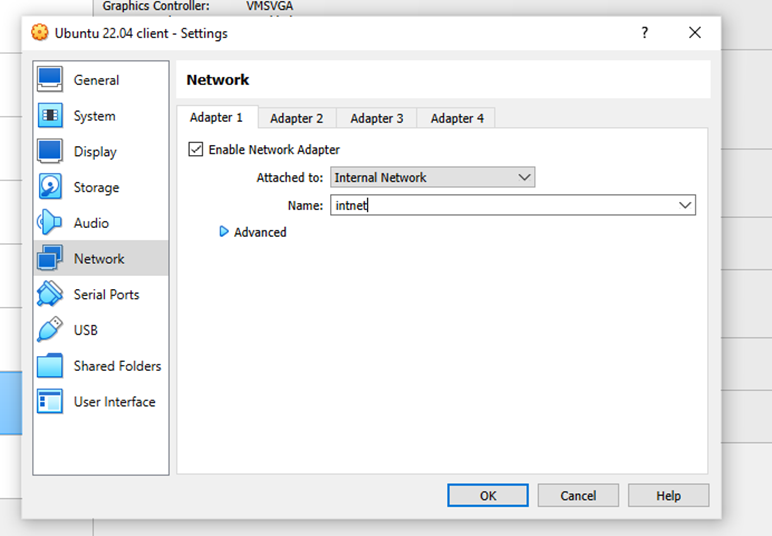 Graphics Controller: VMSVGA
Ubuntu 22.04 client - Settings ?
General
System
Display
Storage
Audio
Network
Serial Ports
USB
Shared Folders
User Interface
Network
Adapter 1 Adapter 2 Adapter 3 Adapter 4
Enable Network Adapter
Attached to: Internal Network
Name: intnet
Advanced
OK Cancel Help